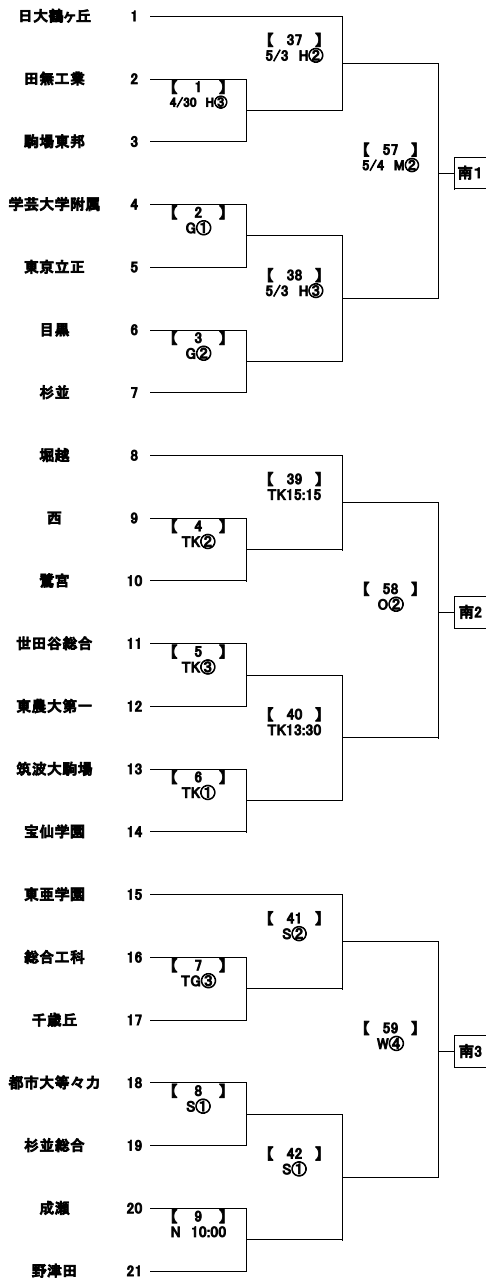 日大鶴ヶ丘 1
【 37 】
5/3 H②
田無工業 2
【 1 】
4/30 H③
駒場東邦 3
【 57 】
5/4 M②
南1
学芸大学附属 4
【 2 】
G①
東京立正 5
【 38 】
5/3 H③
目黒 6
【 3 】
G②
杉並 7
堀越 8
【 39 】
TK15:15
西 9
【 4 】
TK②
鷺宮 10
【 58 】
O②
南2
世田谷総合 11
【 5 】
TK③
東農大第一 12
【 40 】
TK13:30
筑波大駒場 13
【 6 】
TK①
宝仙学園 14
東亜学園 15
【 41 】
S②
総合工科 16
【 7 】
TG③
千歳丘 17
【 59 】
W④
南3
都市大等々力 18
【 8 】
S①
杉並総合 19
【 42 】
S①
成瀬 20
【 9 】
N 10:00
野津田 21